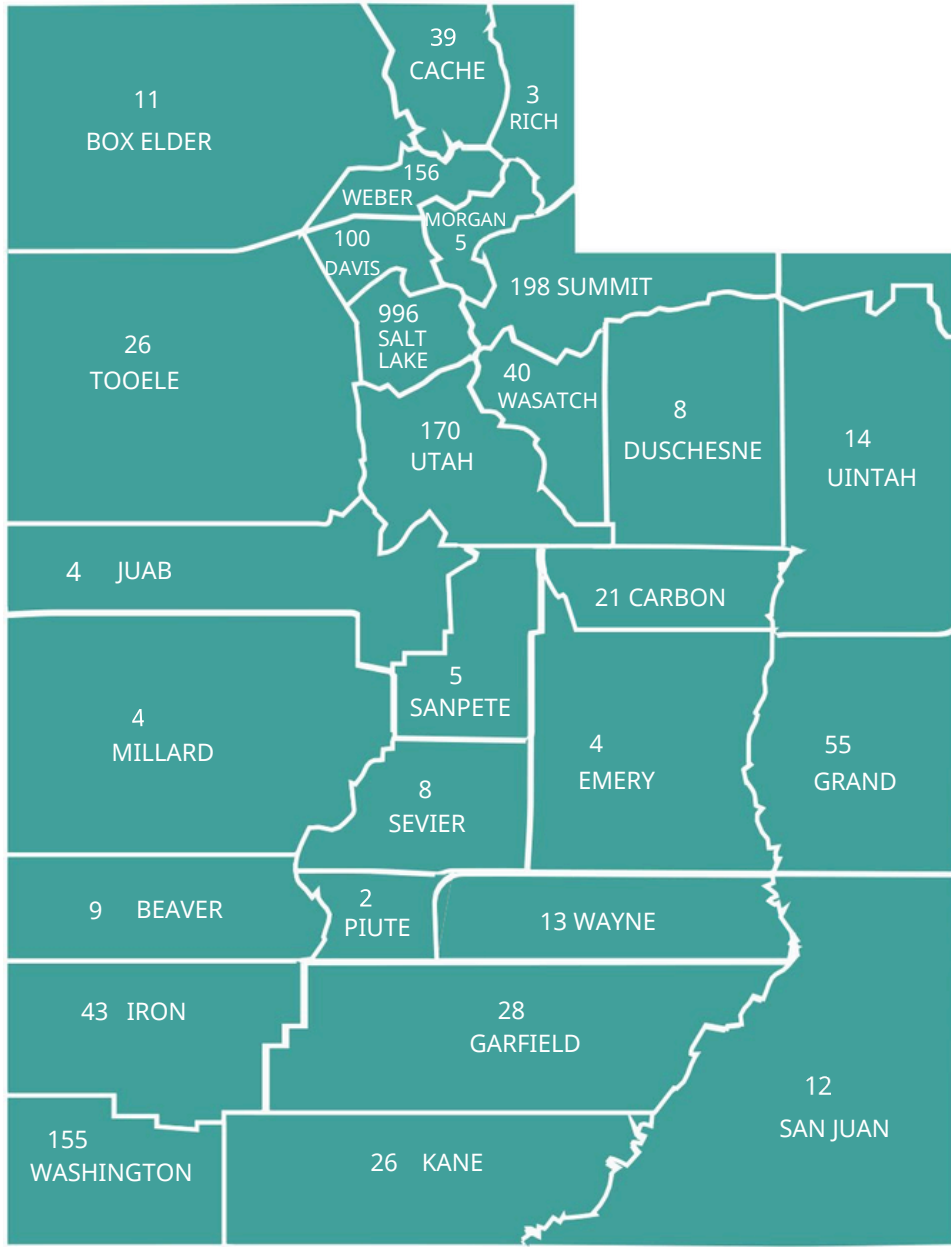 39
CACHE
3
RICH
11
BOX ELDER
156
WEBER
MORGAN
5
100
DAVIS
198 SUMMIT
996
SALT
LAKE
26
TOOELE
40
WASATCH
8
DUSCHESNE
170
UTAH
14
UINTAH
4 JUAB
21 CARBON
5
SANPETE
4
MILLARD
4
EMERY
55
GRAND
8
SEVIER
9 BEAVER
2
PIUTE
13 WAYNE
43 IRON
28
GARFIELD
12
SAN JUAN
155
WASHINGTON
26 KANE